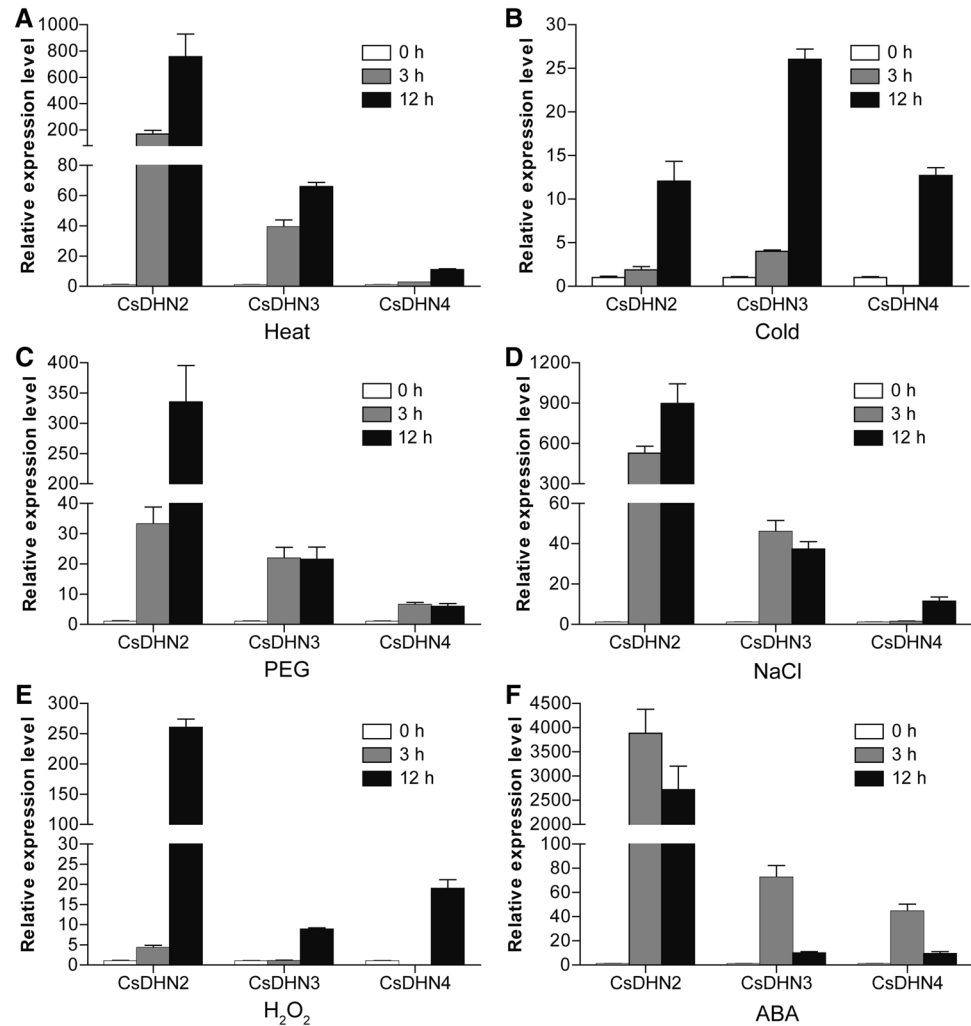 A
Relative expression level
1000
800
600
400
200
80
60
40
20
0
0 h
3 h
12 h
CsDHN2 CsDHN3 CsDHN4
Heat
B
Relative expression level
30
25
20
15
10
5
0
0 h
3 h
12 h
CsDHN2 CsDHN3 CsDHN4
Cold
C
Relative expression level
400
350
300
250
200
40
30
20
10
0
0 h
3 h
12 h
CsDHN2 CsDHN3 CsDHN4
PEG
D
Relative expression level
1200
900
600
300
60
40
20
0
0 h
3 h
12 h
CsDHN2 CsDHN3 CsDHN4
NaCl
E
Relative expression level
300
250
200
150
100
30
25
20
15
10
5
0
0 h
3 h
12 h
CsDHN2 CsDHN3 CsDHN4
H₂O₂
F
Relative expression level
4500
4000
3500
3000
2500
2000
100
80
60
40
20
0
0 h
3 h
12 h
CsDHN2 CsDHN3 CsDHN4
ABA